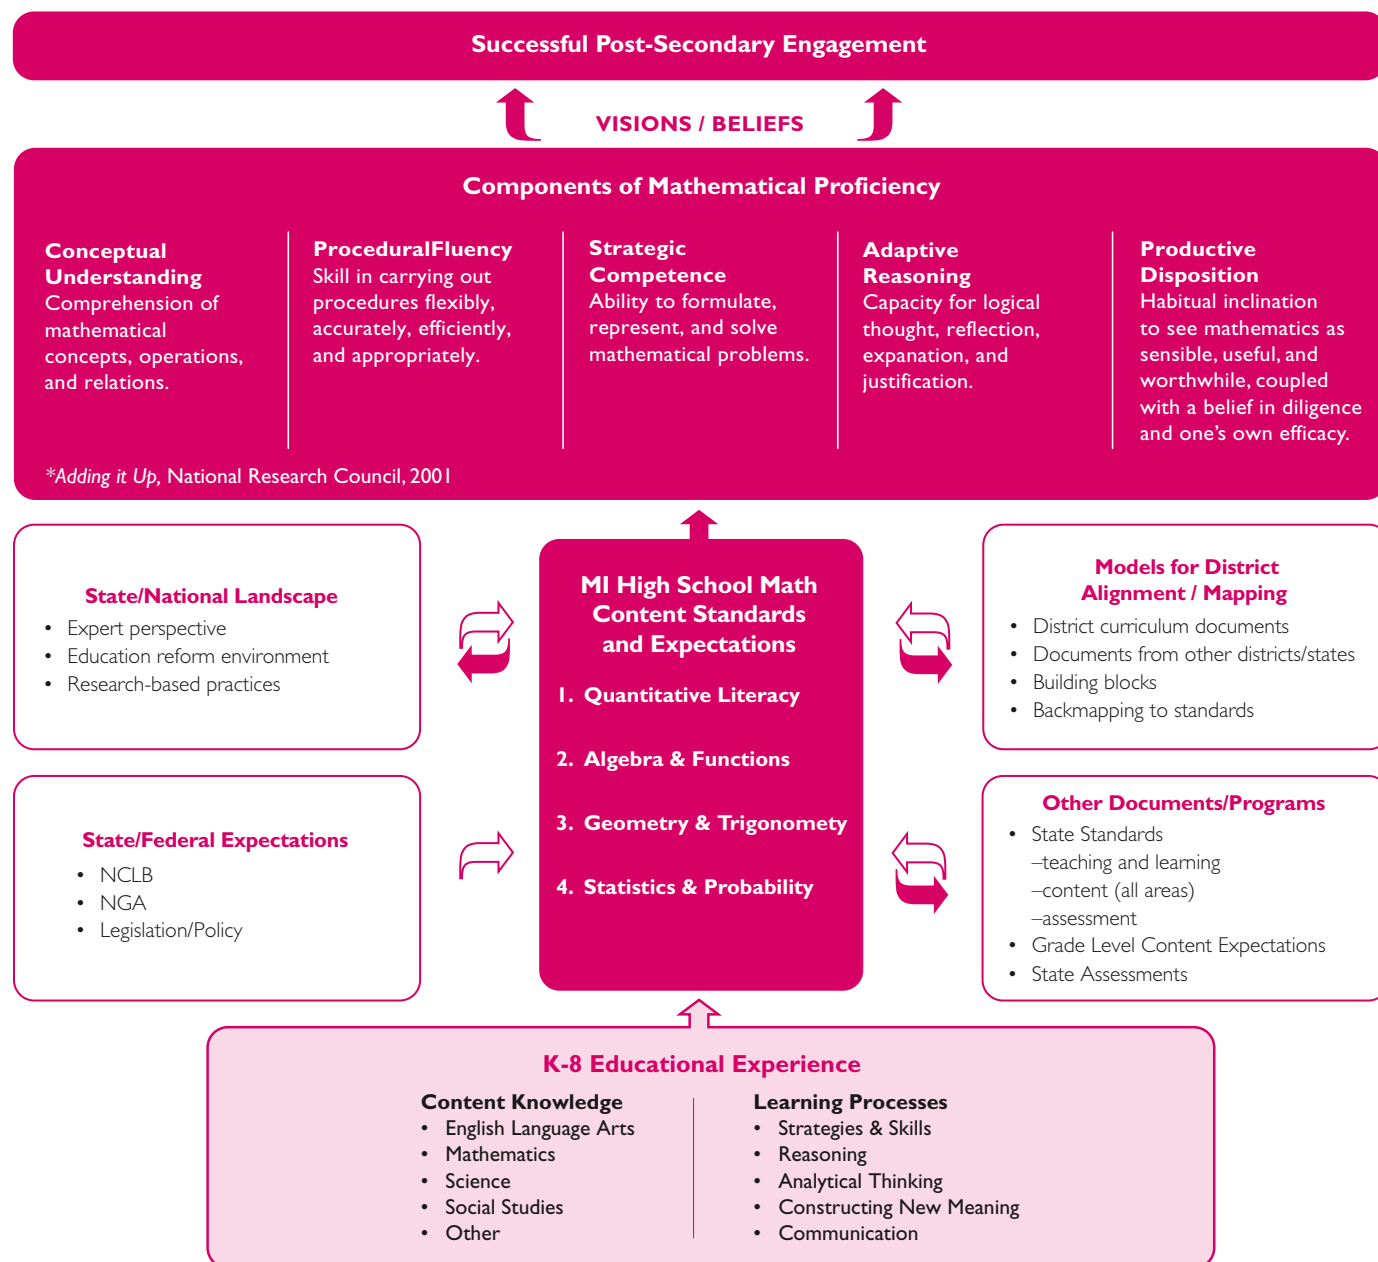 Successful Post-Secondary Engagement
VISIONS / BELIEFS
Components of Mathematical Proficiency
Conceptual
Understanding
Comprehension of
mathematical
concepts, operations,
and relations.
ProceduralFluency
Skill in carrying out
procedures flexibly,
accurately, efficiently,
and appropriately.
Strategic
Competence
Ability to formulate,
represent, and solve
mathematical problems.
Adaptive
Reasoning
Capacity for logical
thought, reflection,
expanation, and
justification.
Productive
Disposition
Habitual inclination
to see mathematics as
sensible, useful, and
worthwhile, coupled
with a belief in diligence
and one's own efficacy.
*Adding it Up, National Research Council, 2001
State/National Landscape
• Expert perspective
• Education reform environment
• Research-based practices
State/Federal Expectations
• NCLB
• NGA
• Legislation/Policy
MI High School Math
Content Standards
and Expectations
1. Quantitative Literacy
2. Algebra & Functions
3. Geometry & Trigonomety
4. Statistics & Probability
Models for District
Alignment / Mapping
• District curriculum documents
• Documents from other districts/states
• Building blocks
• Backmapping to standards
Other Documents/Programs
• State Standards
–teaching and learning
–content (all areas)
–assessment
• Grade Level Content Expectations
• State Assessments
K-8 Educational Experience
Content Knowledge
• English Language Arts
• Mathematics
• Science
• Social Studies
• Other
Learning Processes
• Strategies & Skills
• Reasoning
• Analytical Thinking
• Constructing New Meaning
• Communication